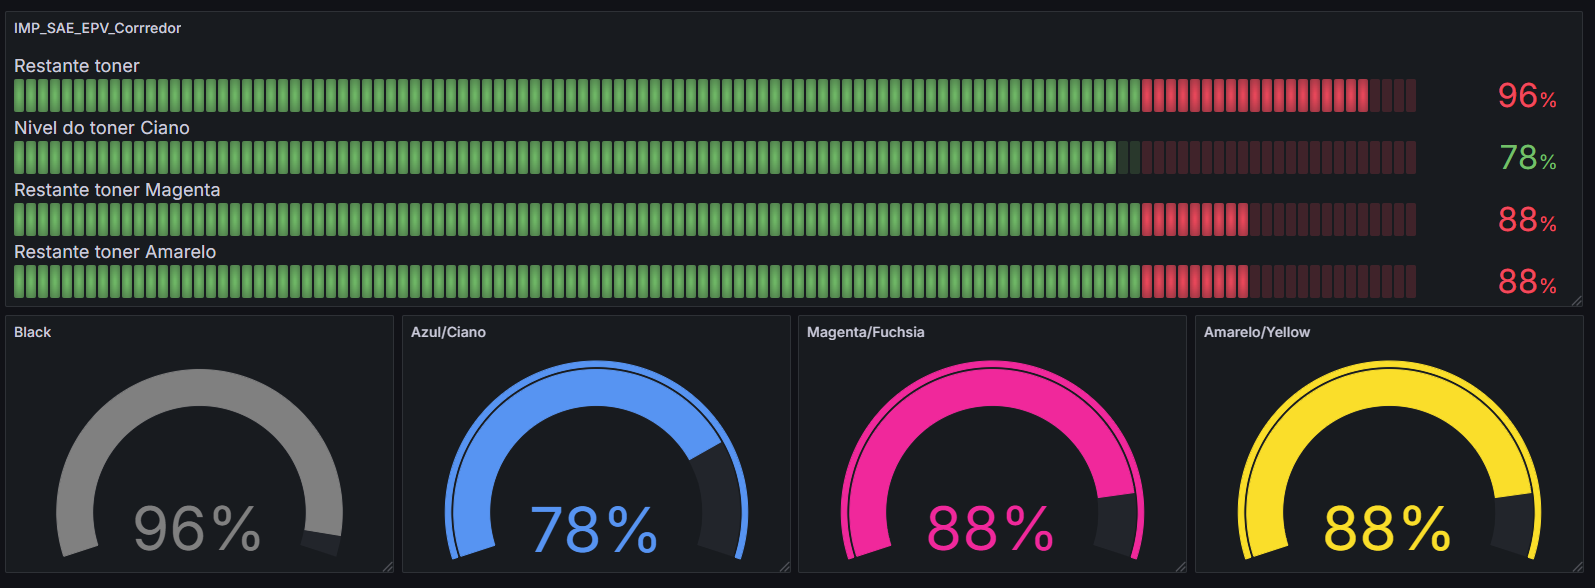 IMP_SAE_EPV_Corrredor
Restante toner
96%
Nivel do toner Ciano
78%
Restante toner Magenta
88%
Restante toner Amarelo
88%
Black
96%
Azul/Ciano
78%
Magenta/Fuchsia
88%
Amarelo/Yellow
88%